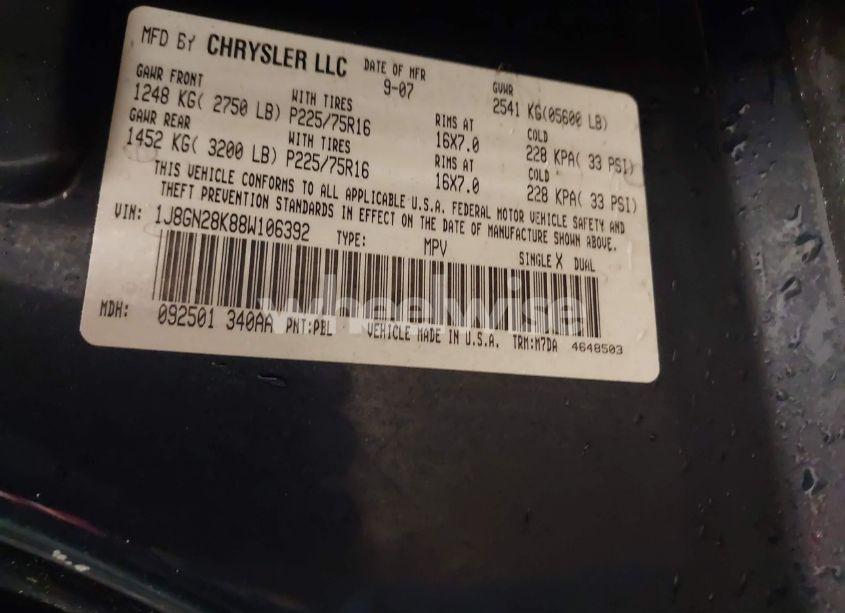 MFD BY CHRYSLER LLC DATE OF MFR 9-07 GVWR 2541 KG(05600 LB)
GAWR FRONT WITH TIRES RIMS AT COLD
1248 KG( 2750 LB) P225/75R16 16X7.0 228 KPA( 33 PSI)
GAWR REAR WITH TIRES RIMS AT COLD
1452 KG( 3200 LB) P225/75R16 16X7.0 228 KPA( 33 PSI)
THIS VEHICLE CONFORMS TO ALL APPLICABLE U.S.A. FEDERAL MOTOR VEHICLE SAFETY AND
THEFT PREVENTION STANDARDS IN EFFECT ON THE DATE OF MANUFACTURE SHOWN ABOVE.
VIN: 1J8GN28K88W106392 TYPE: MPV SINGLE X DUAL
wheelwise
MDH: 092501 340AA PNT:PBL VEHICLE MADE IN U.S.A. TRM:M7DA 4648503